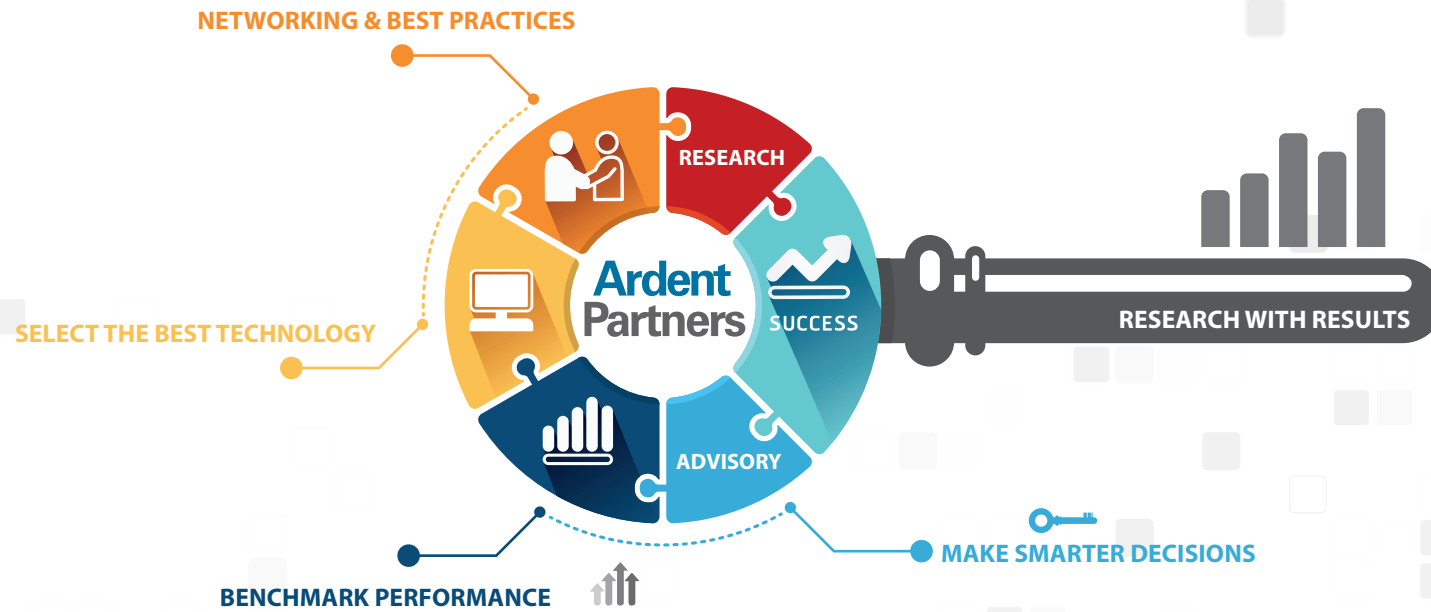 NETWORKING & BEST PRACTICES
RESEARCH
Ardent
Partners
SUCCESS
RESEARCH WITH RESULTS
SELECT THE BEST TECHNOLOGY
ADVISORY
MAKE SMARTER DECISIONS
BENCHMARK PERFORMANCE